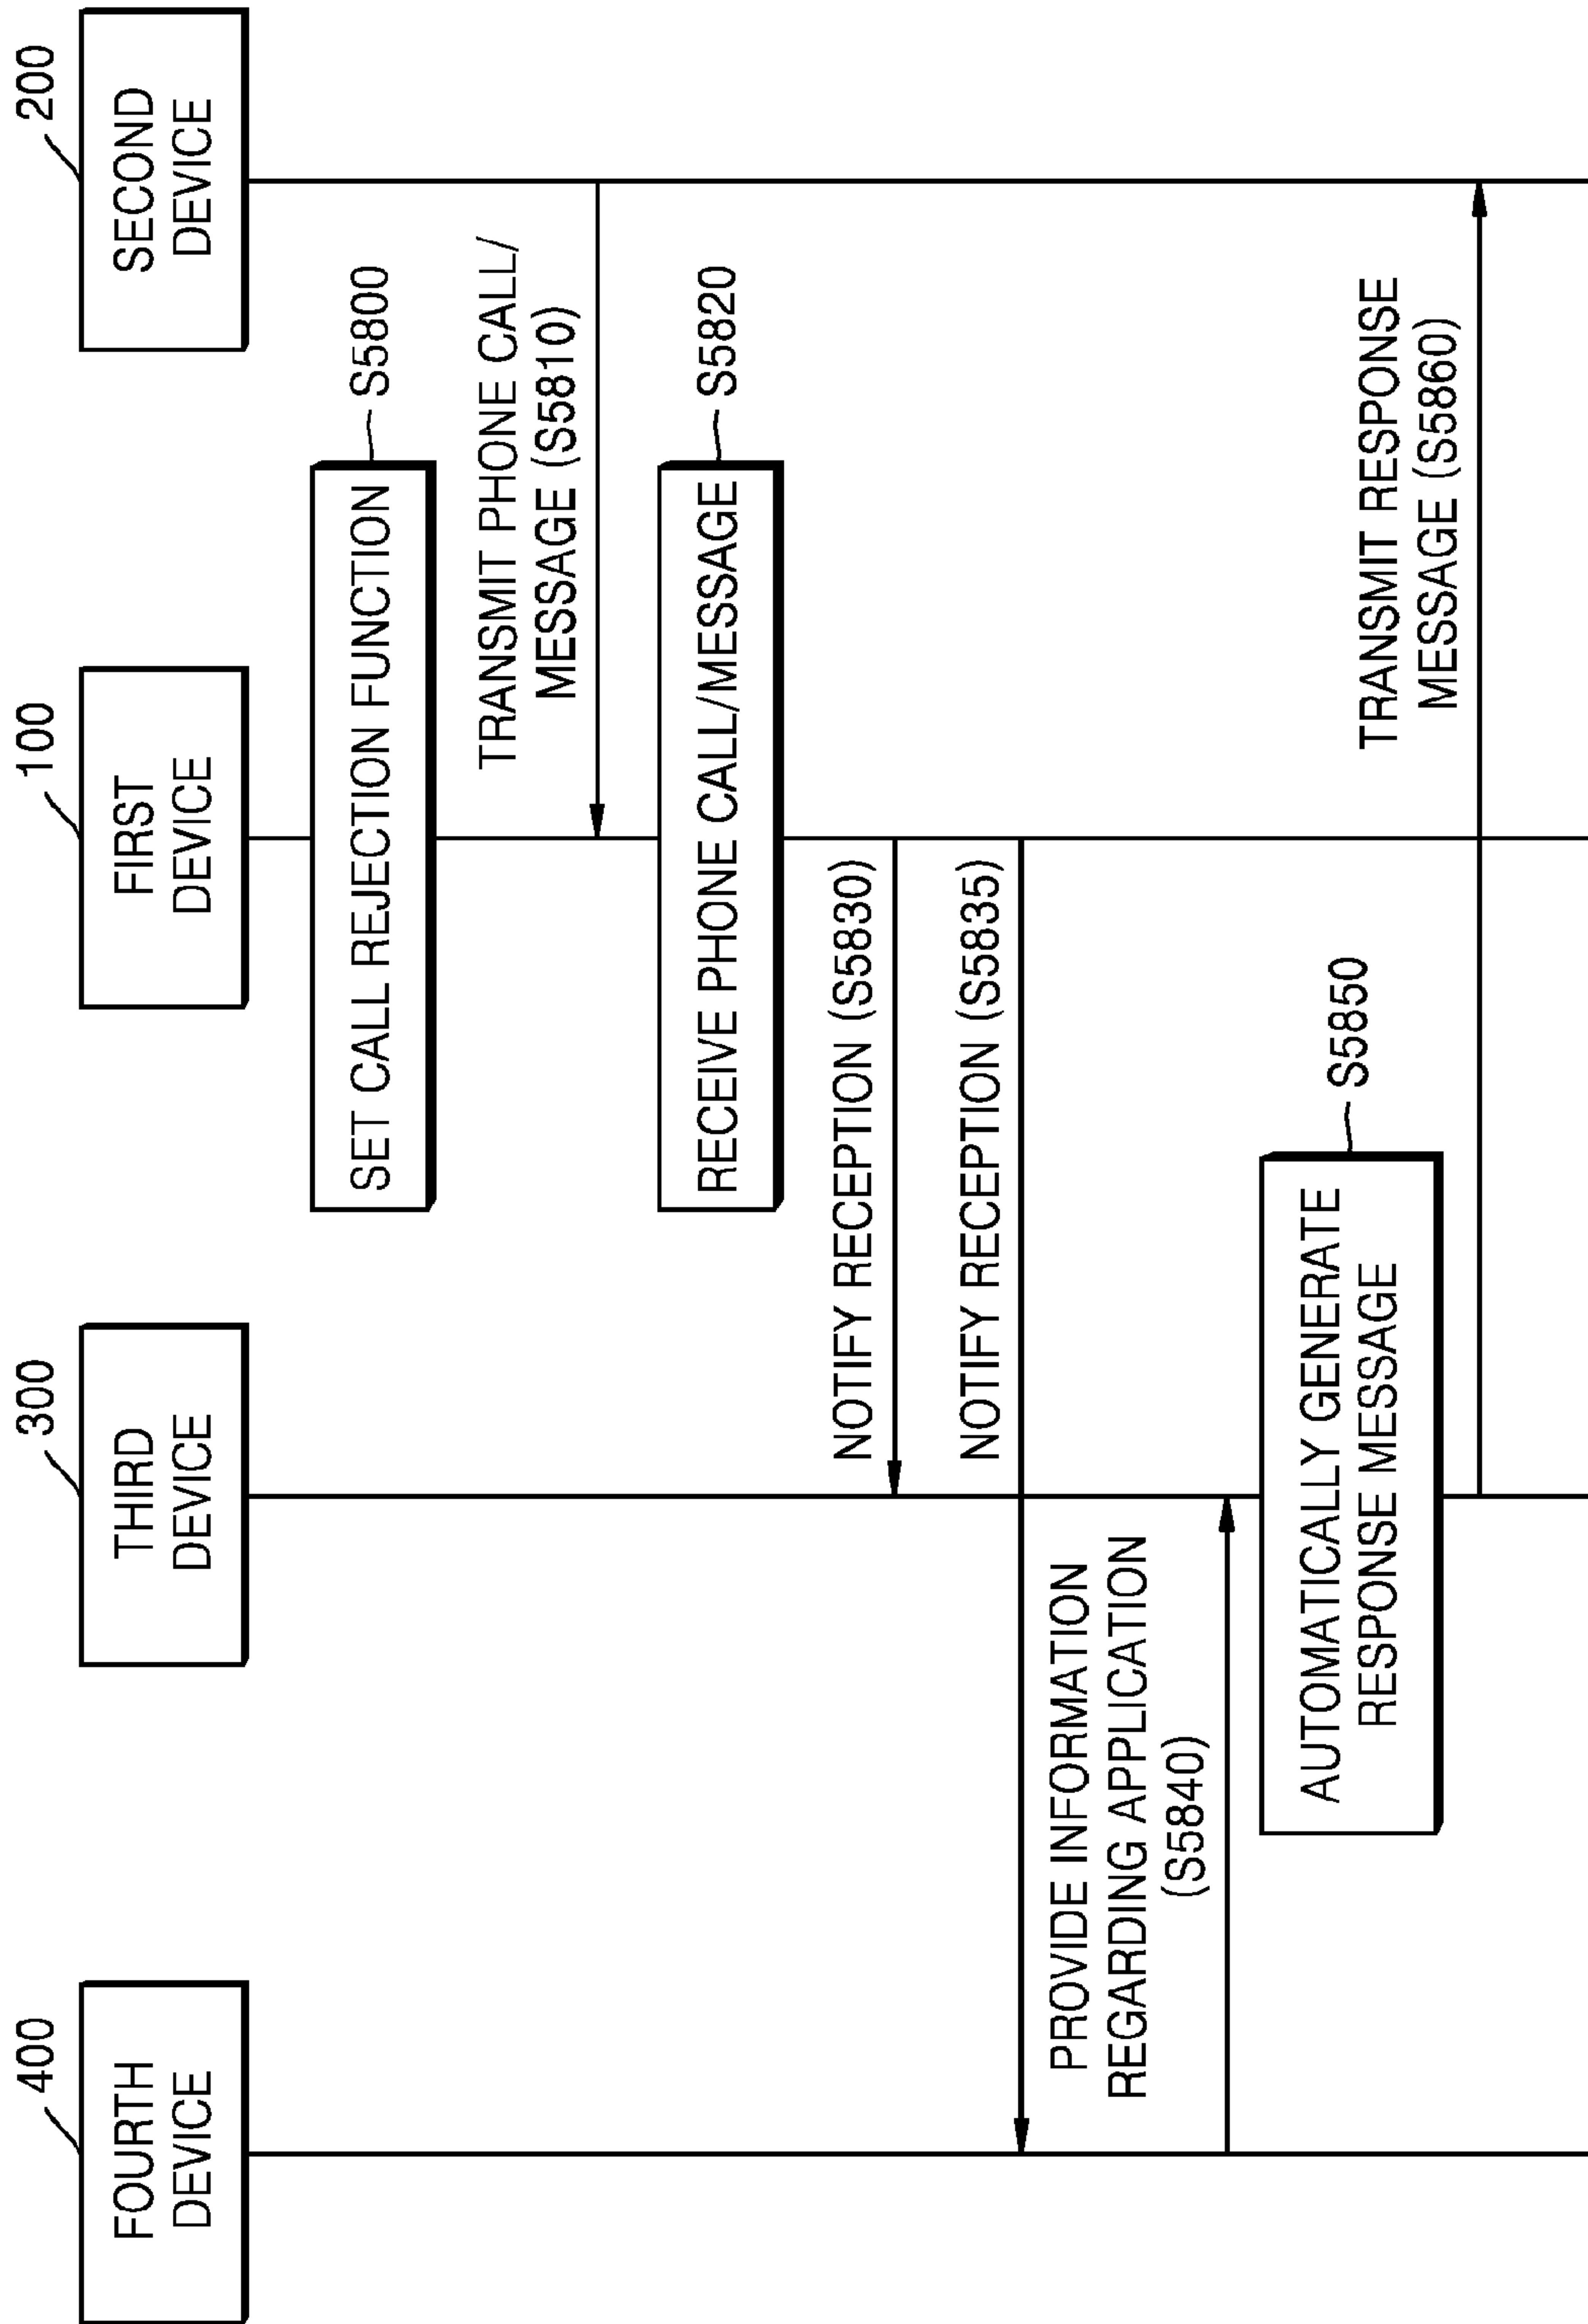 400
300
100
200
FOURTH
DEVICE
THIRD
DEVICE
FIRST
DEVICE
SECOND
DEVICE
SET CALL REJECTION FUNCTION
S5800
TRANSMIT PHONE CALL/
MESSAGE (S5810)
RECEIVE PHONE CALL/MESSAGE
S5820
NOTIFY RECEPTION (S5830)
NOTIFY RECEPTION (S5835)
PROVIDE INFORMATION
REGARDING APPLICATION
(S5840)
AUTOMATICALLY GENERATE
RESPONSE MESSAGE
S5850
TRANSMIT RESPONSE
MESSAGE (S5860)